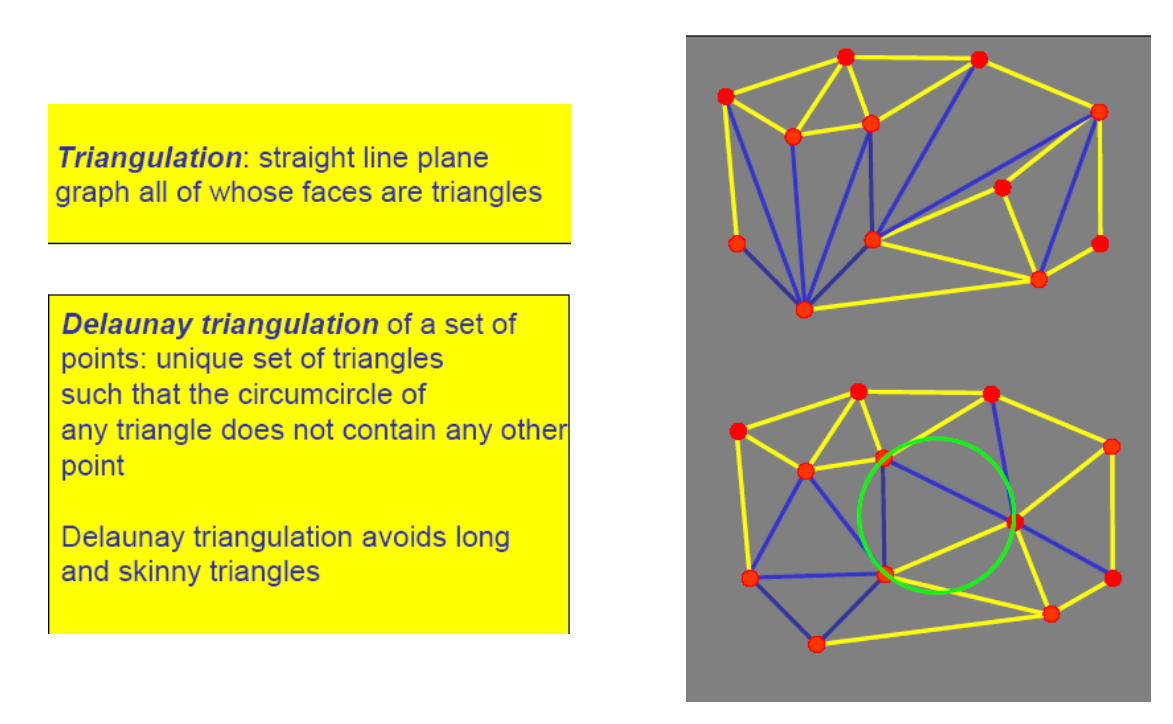 Triangulation: straight line plane
graph all of whose faces are triangles
Delaunay triangulation of a set of
points: unique set of triangles
such that the circumcircle of
any triangle does not contain any other
point
Delaunay triangulation avoids long
and skinny triangles